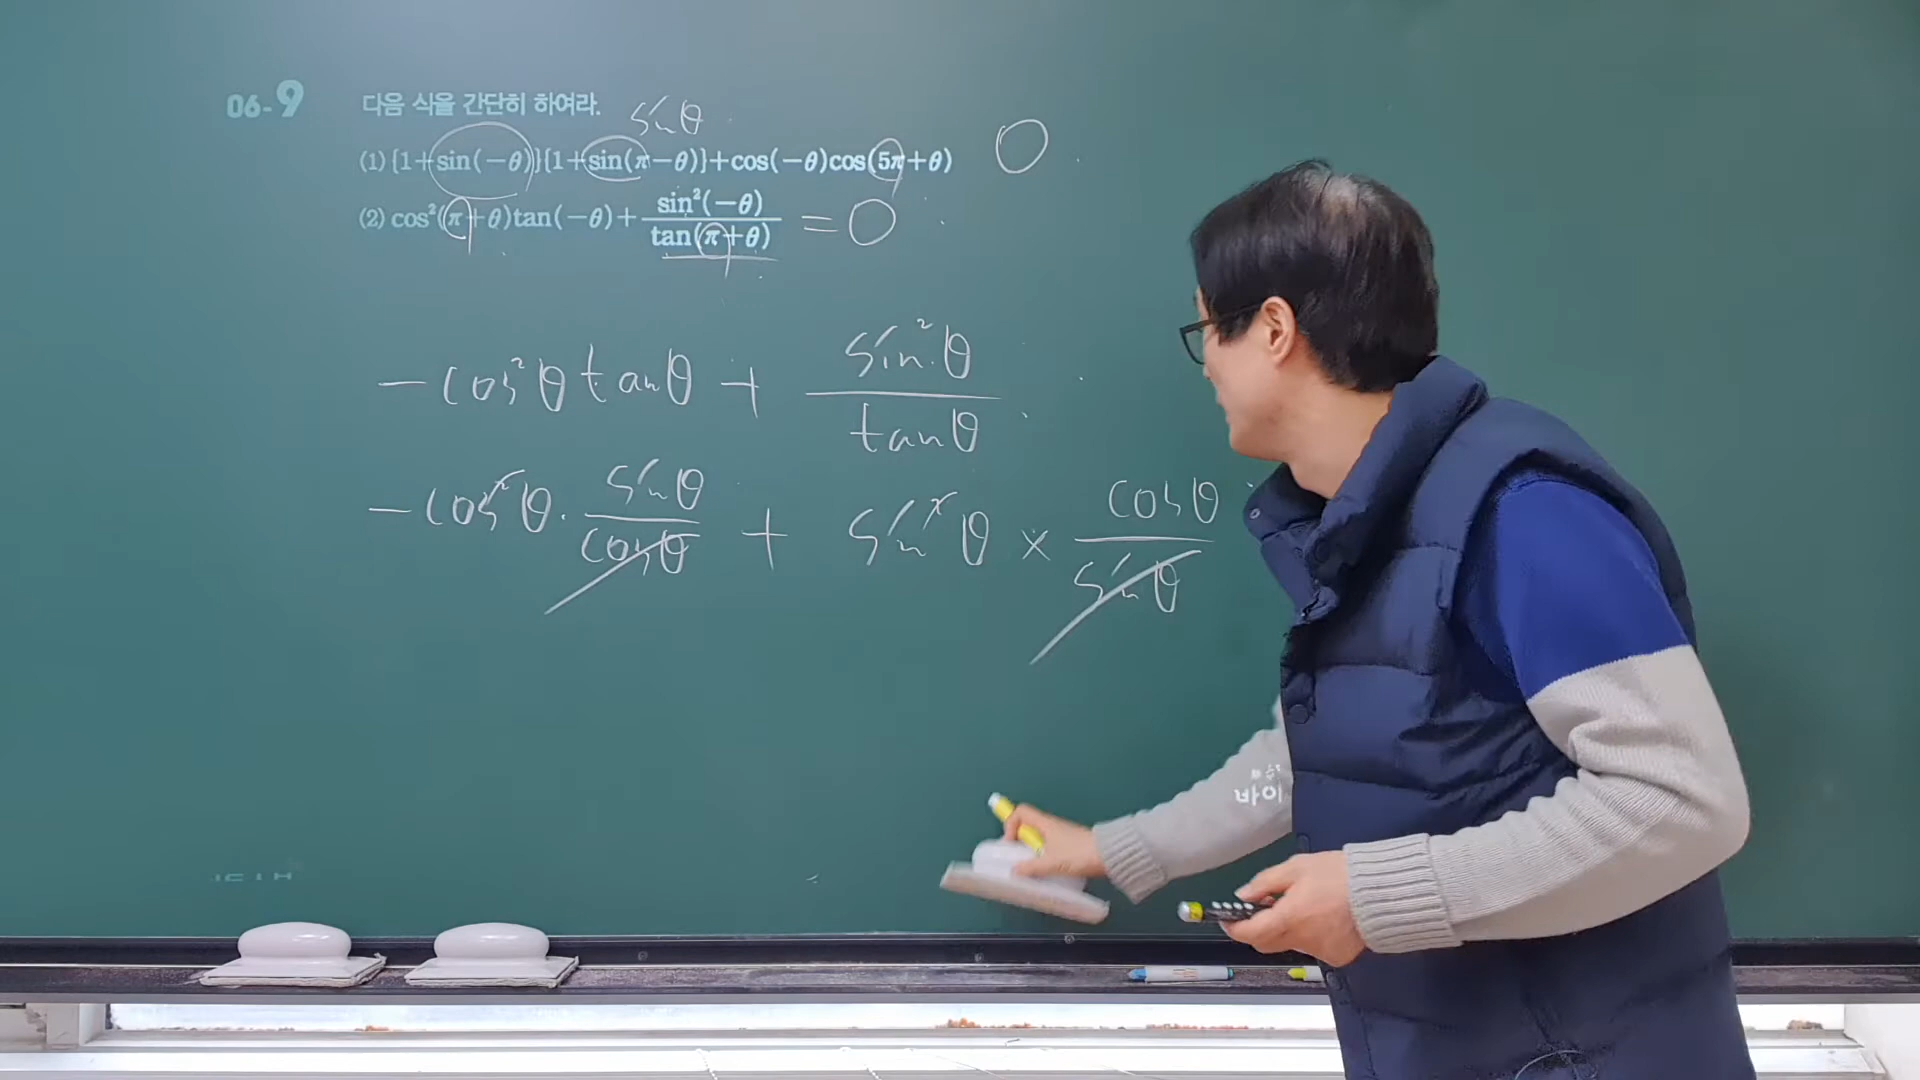 06-9 다음 식을 간단히 하여라.
sinθ
(1) {1+sin(−θ)}{1+sin(π−θ)}+cos(−θ)cos(5π+θ) 0
(2) cos²(π+θ)tan(−θ)+ sin²(−θ)/tan(π+θ) = 0
−cos²θ tanθ + sin²θ/tanθ
−cos²θ · sinθ/cosθ + sin²θ × cosθ/sinθ
바이